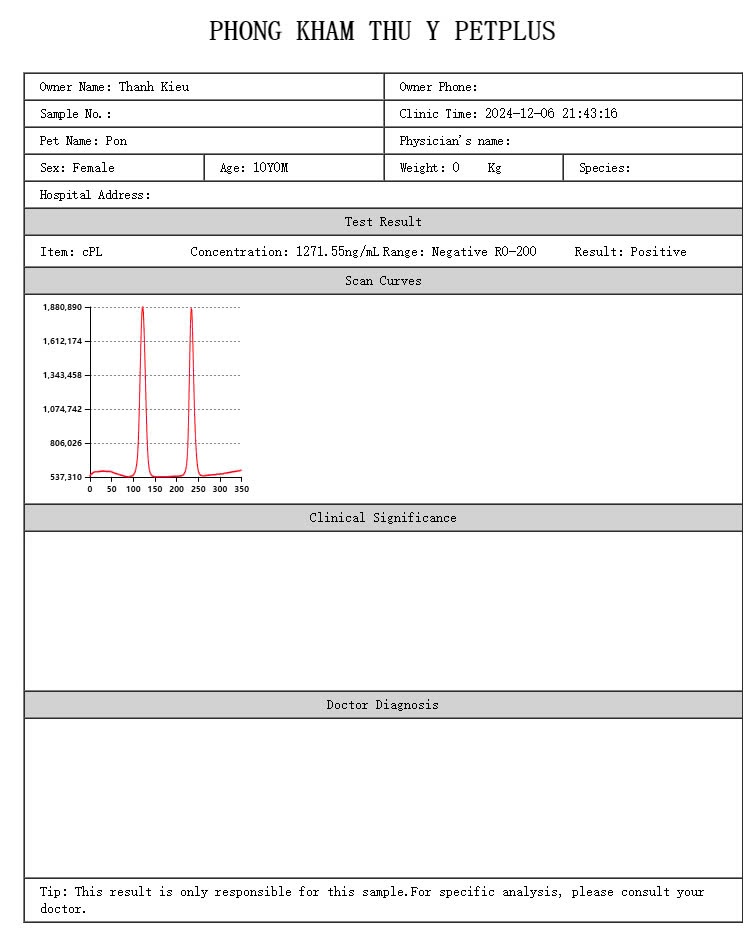 PHONG KHAM THU Y PETPLUS
Owner Name: Thanh Kieu
Owner Phone:
Sample No.:
Clinic Time: 2024-12-06 21:43:16
Pet Name: Pon
Physician's name:
Sex: Female
Age: 10Y0M
Weight: 0 Kg
Species:
Hospital Address:
Test Result
Item: cPL
Concentration: 1271.55ng/mL
Range: Negative R0-200
Result: Positive
Scan Curves
1,880,890
1,612,174
1,343,458
1,074,742
806,026
537,310
0 50 100 150 200 250 300 350
Clinical Significance
Doctor Diagnosis
Tip: This result is only responsible for this sample.For specific analysis, please consult your
doctor.